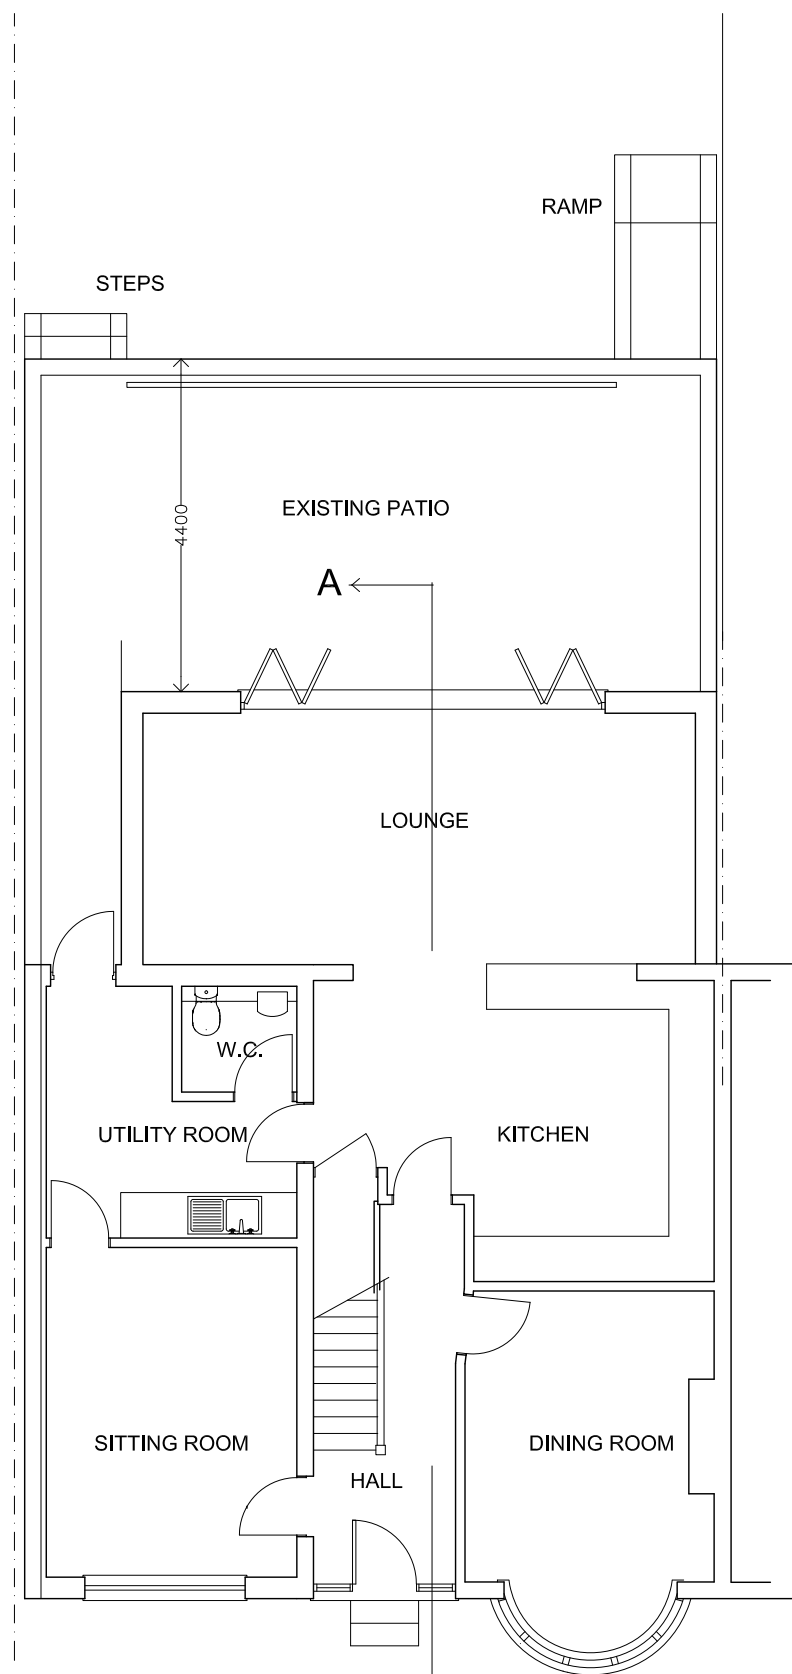 RAMP
STEPS
4400
EXISTING PATIO
A
LOUNGE
W.C.
UTILITY ROOM
KITCHEN
SITTING ROOM
DINING ROOM
HALL